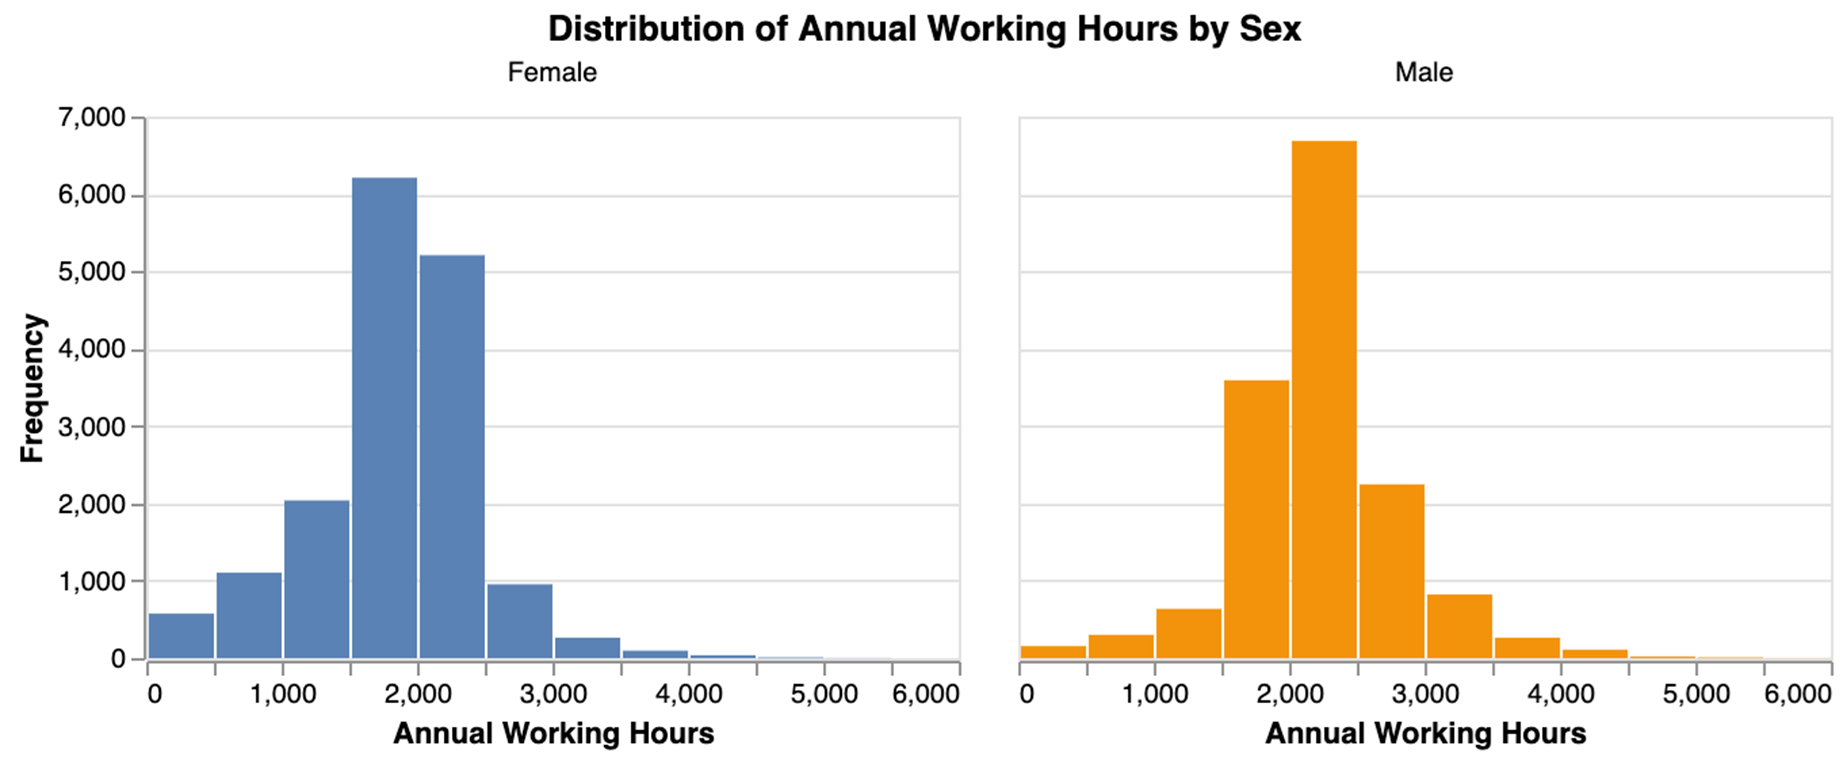 Distribution of Annual Working Hours by Sex
Female
Male
7,000
6,000
5,000
4,000
3,000
2,000
1,000
0
Frequency
0 1,000 2,000 3,000 4,000 5,000 6,000
0 1,000 2,000 3,000 4,000 5,000 6,000
Annual Working Hours
Annual Working Hours